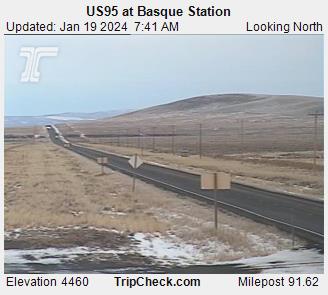 US95 at Basque Station
Updated: Jan 19 2024 7:41 AM Looking North
Elevation 4460 TripCheck.com Milepost 91.62